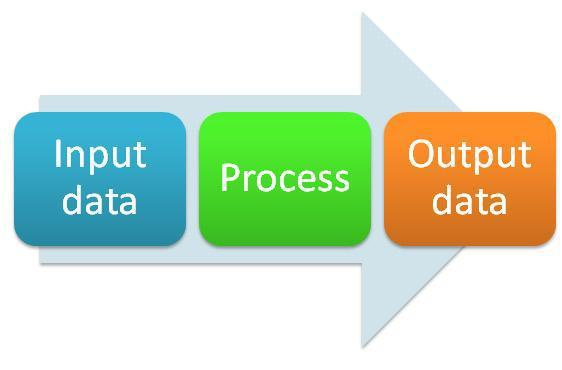 Input
data
Process
Output
data